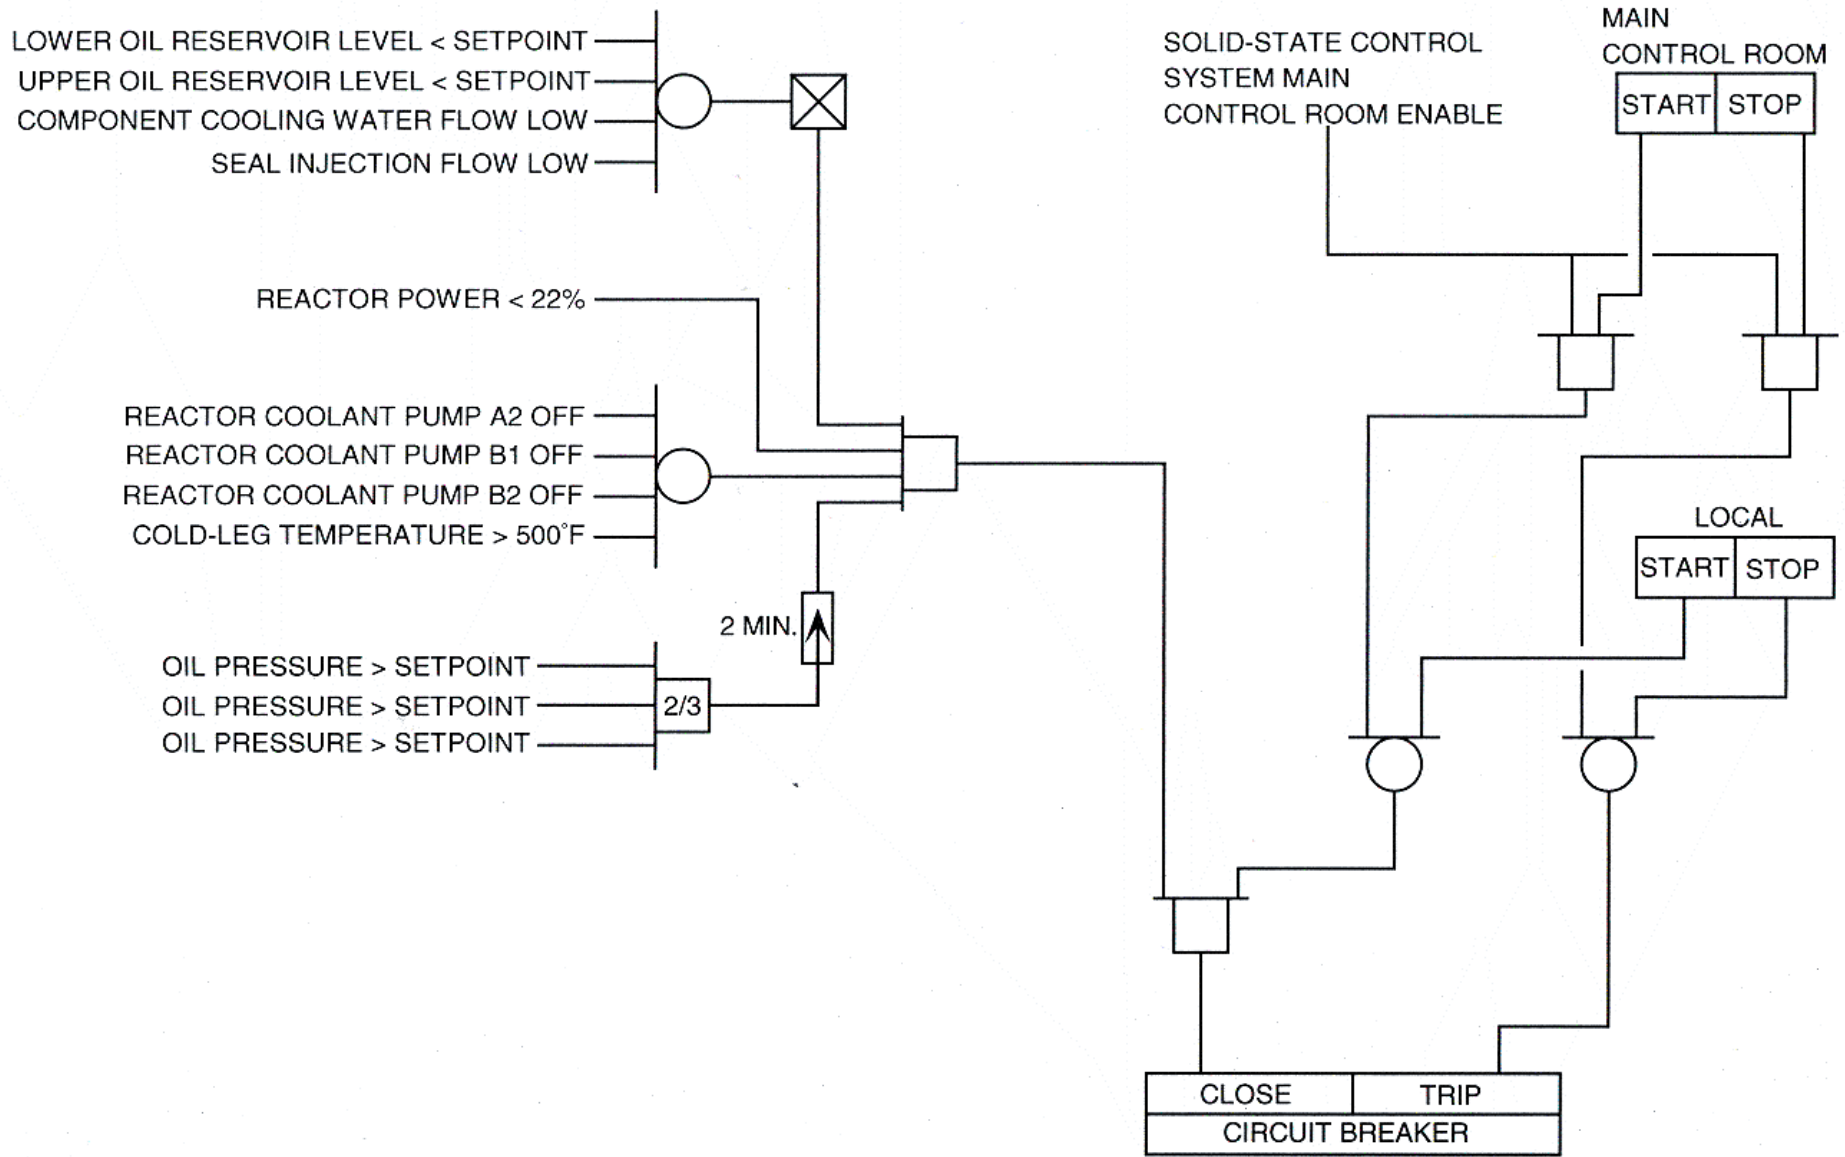 LOWER OIL RESERVOIR LEVEL < SETPOINT
UPPER OIL RESERVOIR LEVEL < SETPOINT
COMPONENT COOLING WATER FLOW LOW
SEAL INJECTION FLOW LOW
REACTOR POWER < 22%
REACTOR COOLANT PUMP A2 OFF
REACTOR COOLANT PUMP B1 OFF
REACTOR COOLANT PUMP B2 OFF
COLD-LEG TEMPERATURE > 500°F
2 MIN.
OIL PRESSURE > SETPOINT
OIL PRESSURE > SETPOINT
OIL PRESSURE > SETPOINT
2/3
SOLID-STATE CONTROL
SYSTEM MAIN
CONTROL ROOM ENABLE
MAIN
CONTROL ROOM
START STOP
LOCAL
START STOP
CLOSE TRIP
CIRCUIT BREAKER